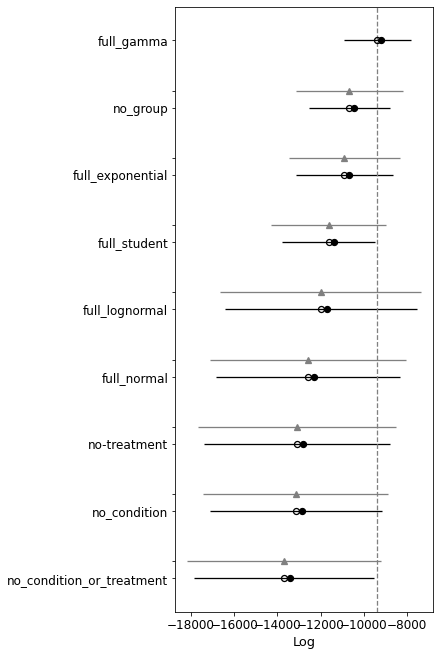 full_gamma
no_group
full_exponential
full_student
full_lognormal
full_normal
no-treatment
no_condition
no_condition_or_treatment
−18000 −16000 −14000 −12000 −10000 −8000
Log